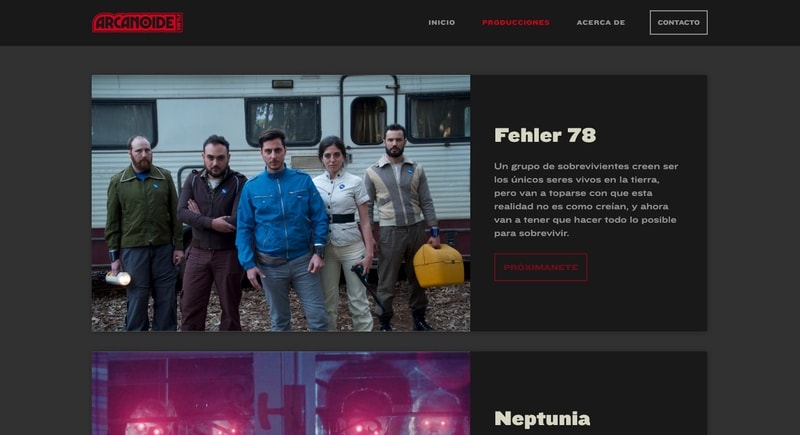 ARCANOIDE
INICIO
PRODUCCIONES
ACERCA DE
CONTACTO
Fehler 78
Un grupo de sobrevivientes creen ser
los únicos seres vivos en la tierra,
pero van a toparse con que esta
realidad no es como creían, y ahora
van a tener que hacer todo lo posible
para sobrevivir.
PRÓXIMANETE
Neptunia